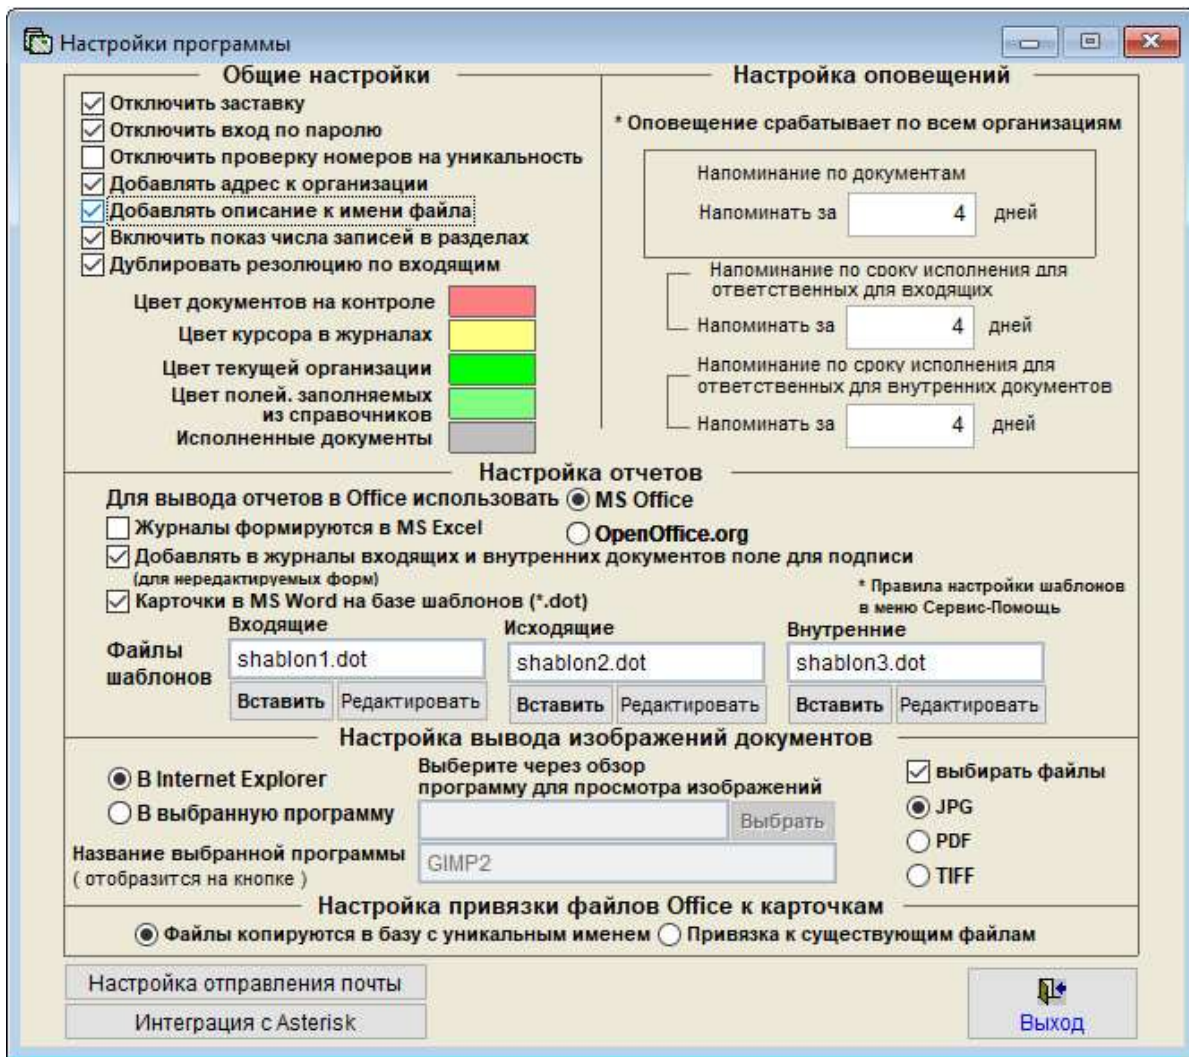 Настройки программы
Общие настройки
Отключить заставку
Отключить вход по паролю
Отключить проверку номеров на уникальность
Добавлять адрес к организации
Добавлять описание к имени файла
Включить показ числа записей в разделах
Дублировать резолюцию по входящим
Цвет документов на контроле
Цвет курсора в журналах
Цвет текущей организации
Цвет полей. заполняемых
из справочников
Исполненные документы
Настройка оповещений
* Оповещение срабатывает по всем организациям
Напоминание по документам
Напоминать за 4 дней
Напоминание по сроку исполнения для
ответственных для входящих
Напоминать за 4 дней
Напоминание по сроку исполнения для
ответственных для внутренних документов
Напоминать за 4 дней
Настройка отчетов
Для вывода отчетов в Office использовать MS Office
Журналы формируются в MS Excel OpenOffice.org
Добавлять в журналы входящих и внутренних документов поле для подписи
(для нередактируемых форм)
* Правила настройки шаблонов
в меню Сервис-Помощь
Карточки в MS Word на базе шаблонов (*.dot)
Входящие Исходящие Внутренние
Файлы
шаблонов
shablon1.dot shablon2.dot shablon3.dot
Вставить Редактировать Вставить Редактировать Вставить Редактировать
Настройка вывода изображений документов
В Internet Explorer
В выбранную программу
Выберите через обзор
программу для просмотра изображений
Выбрать
Название выбранной программы
( отобразится на кнопке )
GIMP2
выбирать файлы
JPG
PDF
TIFF
Настройка привязки файлов Office к карточкам
Файлы копируются в базу с уникальным именем Привязка к существующим файлам
Настройка отправления почты
Интеграция с Asterisk
Выход